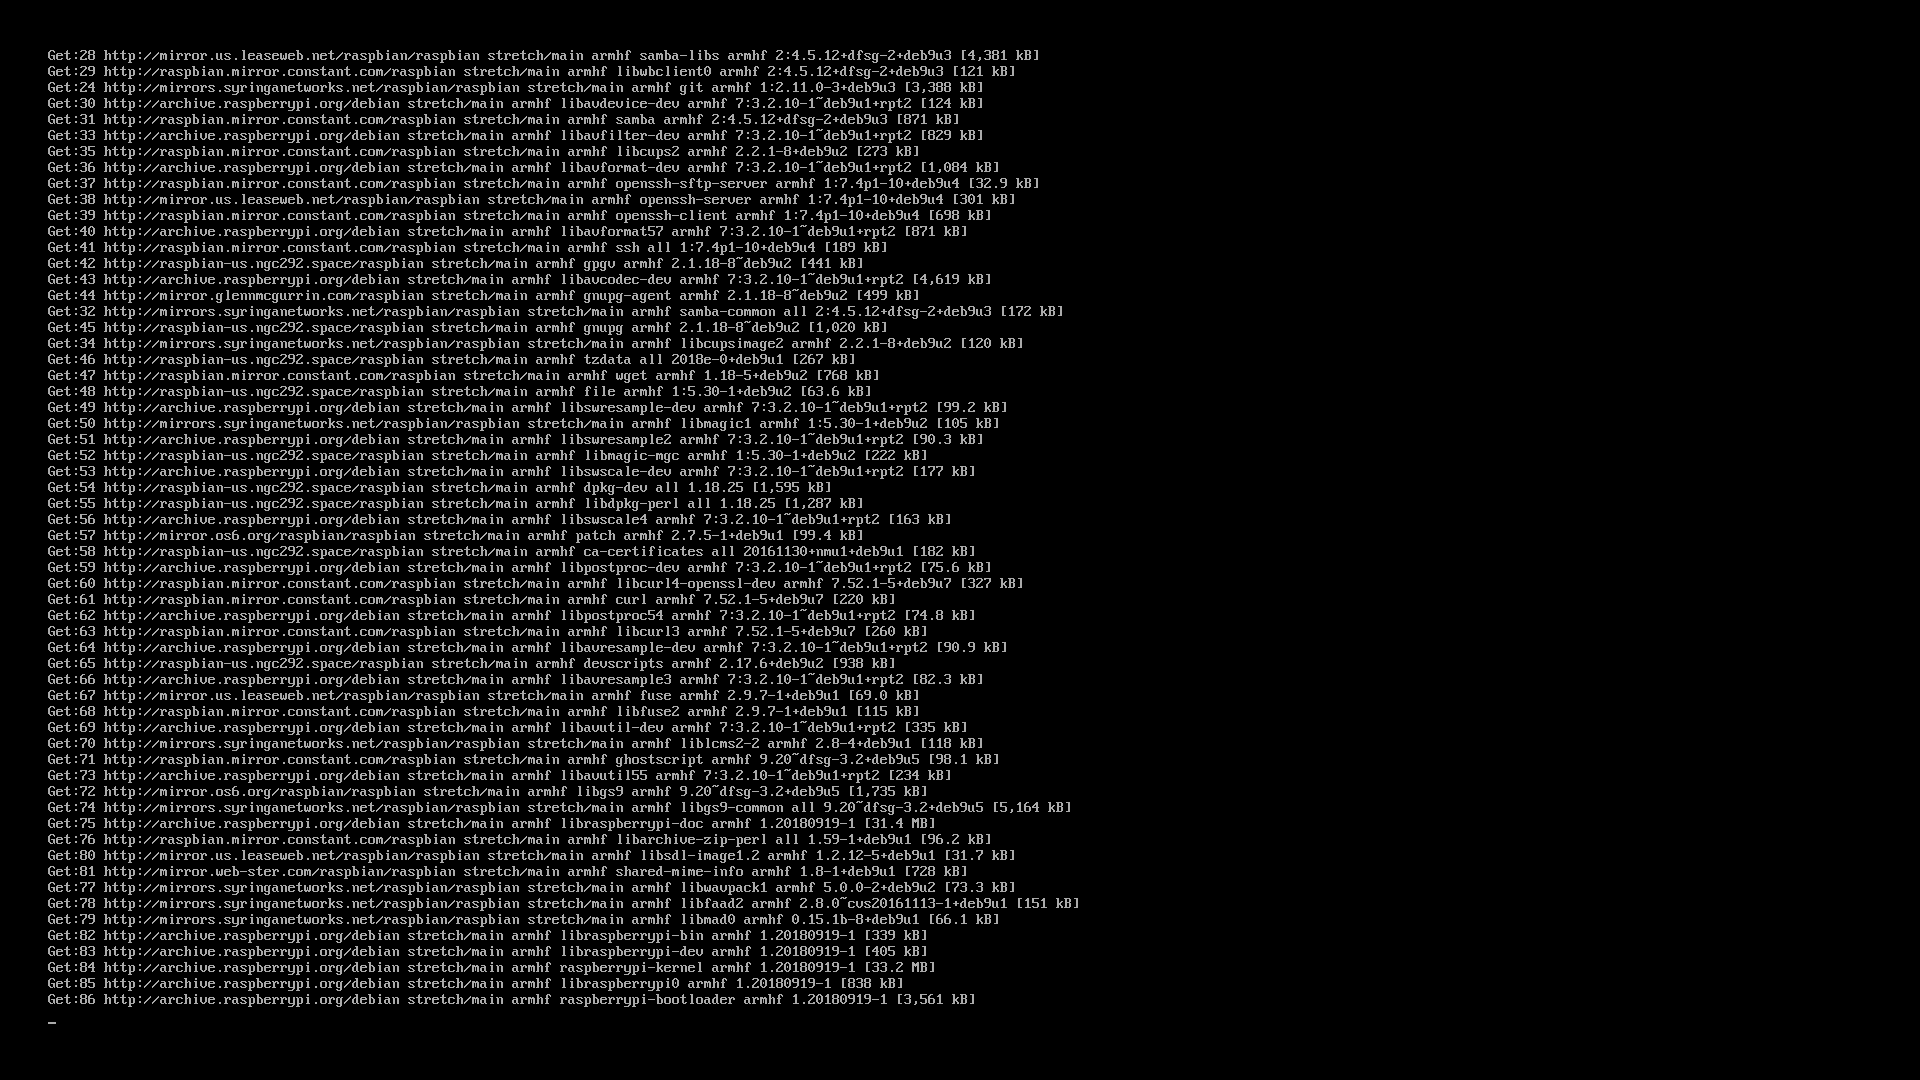 Get:28 http://mirror.us.leaseweb.net/raspbian/raspbian stretch/main armhf samba-libs armhf 2:4.5.12+dfsg-2+deb9u3 [4,381 kB]
Get:29 http://raspbian.mirror.constant.com/raspbian stretch/main armhf libwbclient0 armhf 2:4.5.12+dfsg-2+deb9u3 [121 kB]
Get:24 http://mirrors.syringanetworks.net/raspbian/raspbian stretch/main armhf git armhf 1:2.11.0-3+deb9u3 [3,388 kB]
Get:30 http://archive.raspberrypi.org/debian stretch/main armhf libavdevice-dev armhf 7:3.2.10-1~deb9u1+rpt2 [124 kB]
Get:31 http://raspbian.mirror.constant.com/raspbian stretch/main armhf samba armhf 2:4.5.12+dfsg-2+deb9u3 [871 kB]
Get:33 http://archive.raspberrypi.org/debian stretch/main armhf libavfilter-dev armhf 7:3.2.10-1~deb9u1+rpt2 [829 kB]
Get:35 http://raspbian.mirror.constant.com/raspbian stretch/main armhf libcups2 armhf 2.2.1-8+deb9u2 [273 kB]
Get:36 http://archive.raspberrypi.org/debian stretch/main armhf libavformat-dev armhf 7:3.2.10-1~deb9u1+rpt2 [1,084 kB]
Get:37 http://raspbian.mirror.constant.com/raspbian stretch/main armhf openssh-sftp-server armhf 1:7.4p1-10+deb9u4 [32.9 kB]
Get:38 http://mirror.us.leaseweb.net/raspbian/raspbian stretch/main armhf openssh-server armhf 1:7.4p1-10+deb9u4 [301 kB]
Get:39 http://raspbian.mirror.constant.com/raspbian stretch/main armhf openssh-client armhf 1:7.4p1-10+deb9u4 [698 kB]
Get:40 http://archive.raspberrypi.org/debian stretch/main armhf libavformat57 armhf 7:3.2.10-1~deb9u1+rpt2 [871 kB]
Get:41 http://raspbian.mirror.constant.com/raspbian stretch/main armhf ssh all 1:7.4p1-10+deb9u4 [189 kB]
Get:42 http://raspbian-us.ngc292.space/raspbian stretch/main armhf gpgv armhf 2.1.18-8~deb9u2 [441 kB]
Get:43 http://archive.raspberrypi.org/debian stretch/main armhf libavcodec-dev armhf 7:3.2.10-1~deb9u1+rpt2 [4,619 kB]
Get:44 http://mirror.glennmcgurrin.com/raspbian stretch/main armhf gnupg-agent armhf 2.1.18-8~deb9u2 [499 kB]
Get:32 http://mirrors.syringanetworks.net/raspbian/raspbian stretch/main armhf samba-common all 2:4.5.12+dfsg-2+deb9u3 [172 kB]
Get:45 http://raspbian-us.ngc292.space/raspbian stretch/main armhf gnupg armhf 2.1.18-8~deb9u2 [1,020 kB]
Get:34 http://mirrors.syringanetworks.net/raspbian/raspbian stretch/main armhf libcupsimage2 armhf 2.2.1-8+deb9u2 [120 kB]
Get:46 http://raspbian-us.ngc292.space/raspbian stretch/main armhf tzdata all 2018e-0+deb9u1 [267 kB]
Get:47 http://raspbian.mirror.constant.com/raspbian stretch/main armhf wget armhf 1.18-5+deb9u2 [768 kB]
Get:48 http://raspbian-us.ngc292.space/raspbian stretch/main armhf file armhf 1:5.30-1+deb9u2 [63.6 kB]
Get:49 http://archive.raspberrypi.org/debian stretch/main armhf libswresample-dev armhf 7:3.2.10-1~deb9u1+rpt2 [99.2 kB]
Get:50 http://mirrors.syringanetworks.net/raspbian/raspbian stretch/main armhf libmagic1 armhf 1:5.30-1+deb9u2 [105 kB]
Get:51 http://archive.raspberrypi.org/debian stretch/main armhf libswresample2 armhf 7:3.2.10-1~deb9u1+rpt2 [90.3 kB]
Get:52 http://raspbian-us.ngc292.space/raspbian stretch/main armhf libmagic-mgc armhf 1:5.30-1+deb9u2 [222 kB]
Get:53 http://archive.raspberrypi.org/debian stretch/main armhf libswscale-dev armhf 7:3.2.10-1~deb9u1+rpt2 [177 kB]
Get:54 http://raspbian-us.ngc292.space/raspbian stretch/main armhf dpkg-dev all 1.18.25 [1,595 kB]
Get:55 http://raspbian-us.ngc292.space/raspbian stretch/main armhf libdpkg-perl all 1.18.25 [1,287 kB]
Get:56 http://archive.raspberrypi.org/debian stretch/main armhf libswscale4 armhf 7:3.2.10-1~deb9u1+rpt2 [163 kB]
Get:57 http://mirror.os6.org/raspbian/raspbian stretch/main armhf patch armhf 2.7.5-1+deb9u1 [99.4 kB]
Get:58 http://raspbian-us.ngc292.space/raspbian stretch/main armhf ca-certificates all 20161130+nmu1+deb9u1 [182 kB]
Get:59 http://archive.raspberrypi.org/debian stretch/main armhf libpostproc-dev armhf 7:3.2.10-1~deb9u1+rpt2 [75.6 kB]
Get:60 http://raspbian.mirror.constant.com/raspbian stretch/main armhf libcurl4-openssl-dev armhf 7.52.1-5+deb9u7 [327 kB]
Get:61 http://raspbian.mirror.constant.com/raspbian stretch/main armhf curl armhf 7.52.1-5+deb9u7 [220 kB]
Get:62 http://archive.raspberrypi.org/debian stretch/main armhf libpostproc54 armhf 7:3.2.10-1~deb9u1+rpt2 [74.8 kB]
Get:63 http://raspbian.mirror.constant.com/raspbian stretch/main armhf libcurl3 armhf 7.52.1-5+deb9u7 [260 kB]
Get:64 http://archive.raspberrypi.org/debian stretch/main armhf libavresample-dev armhf 7:3.2.10-1~deb9u1+rpt2 [90.9 kB]
Get:65 http://raspbian-us.ngc292.space/raspbian stretch/main armhf devscripts armhf 2.17.6+deb9u2 [938 kB]
Get:66 http://archive.raspberrypi.org/debian stretch/main armhf libavresample3 armhf 7:3.2.10-1~deb9u1+rpt2 [82.3 kB]
Get:67 http://mirror.us.leaseweb.net/raspbian/raspbian stretch/main armhf fuse armhf 2.9.7-1+deb9u1 [69.0 kB]
Get:68 http://raspbian.mirror.constant.com/raspbian stretch/main armhf libfuse2 armhf 2.9.7-1+deb9u1 [115 kB]
Get:69 http://archive.raspberrypi.org/debian stretch/main armhf libavutil-dev armhf 7:3.2.10-1~deb9u1+rpt2 [335 kB]
Get:70 http://mirrors.syringanetworks.net/raspbian/raspbian stretch/main armhf liblcms2-2 armhf 2.8-4+deb9u1 [118 kB]
Get:71 http://raspbian.mirror.constant.com/raspbian stretch/main armhf ghostscript armhf 9.20~dfsg-3.2+deb9u5 [98.1 kB]
Get:73 http://archive.raspberrypi.org/debian stretch/main armhf libavutil55 armhf 7:3.2.10-1~deb9u1+rpt2 [234 kB]
Get:72 http://mirror.os6.org/raspbian/raspbian stretch/main armhf libgs9 armhf 9.20~dfsg-3.2+deb9u5 [1,735 kB]
Get:74 http://mirrors.syringanetworks.net/raspbian/raspbian stretch/main armhf libgs9-common all 9.20~dfsg-3.2+deb9u5 [5,164 kB]
Get:75 http://archive.raspberrypi.org/debian stretch/main armhf libraspberrypi-doc armhf 1.20180919-1 [31.4 MB]
Get:76 http://raspbian.mirror.constant.com/raspbian stretch/main armhf libarchive-zip-perl all 1.59-1+deb9u1 [96.2 kB]
Get:80 http://mirror.us.leaseweb.net/raspbian/raspbian stretch/main armhf libsdl-image1.2 armhf 1.2.12-5+deb9u1 [31.7 kB]
Get:81 http://mirror.web-ster.com/raspbian/raspbian stretch/main armhf shared-mime-info armhf 1.8-1+deb9u1 [728 kB]
Get:77 http://mirrors.syringanetworks.net/raspbian/raspbian stretch/main armhf libwavpack1 armhf 5.0.0-2+deb9u2 [73.3 kB]
Get:78 http://mirrors.syringanetworks.net/raspbian/raspbian stretch/main armhf libfaad2 armhf 2.8.0~cvs20161113-1+deb9u1 [151 kB]
Get:79 http://mirrors.syringanetworks.net/raspbian/raspbian stretch/main armhf libmad0 armhf 0.15.1b-8+deb9u1 [66.1 kB]
Get:82 http://archive.raspberrypi.org/debian stretch/main armhf libraspberrypi-bin armhf 1.20180919-1 [339 kB]
Get:83 http://archive.raspberrypi.org/debian stretch/main armhf libraspberrypi-dev armhf 1.20180919-1 [405 kB]
Get:84 http://archive.raspberrypi.org/debian stretch/main armhf raspberrypi-kernel armhf 1.20180919-1 [33.2 MB]
Get:85 http://archive.raspberrypi.org/debian stretch/main armhf libraspberrypi0 armhf 1.20180919-1 [838 kB]
Get:86 http://archive.raspberrypi.org/debian stretch/main armhf raspberrypi-bootloader armhf 1.20180919-1 [3,561 kB]